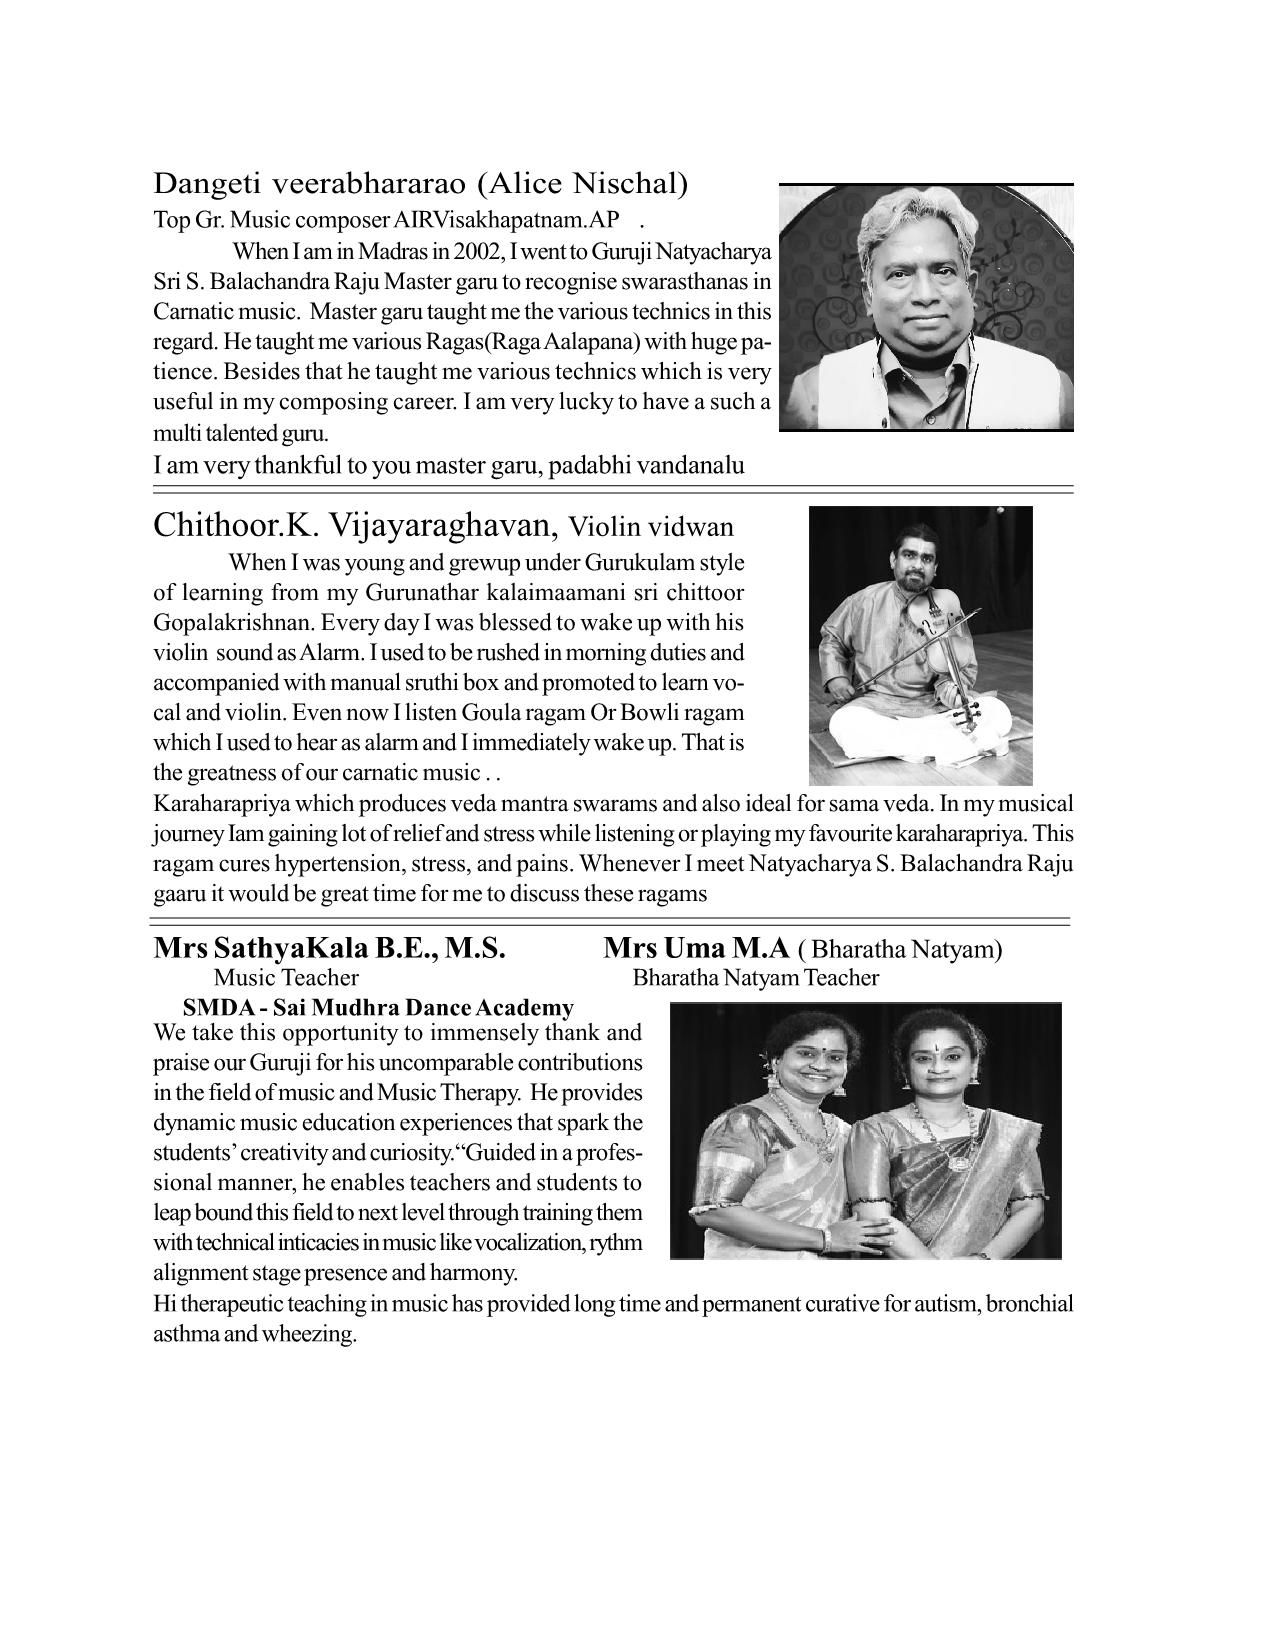 Dangeti veerabhararao (Alice Nischal)
Top Gr. Music composer AIRVisakhapatnam.AP .
When I am in Madras in 2002, I went to Guruji Natyacharya
Sri S. Balachandra Raju Master garu to recognise swarasthanas in
Carnatic music. Master garu taught me the various technics in this
regard. He taught me various Ragas(Raga Aalapana) with huge pa-
tience. Besides that he taught me various technics which is very
useful in my composing career. I am very lucky to have a such a
multi talented guru.
I am very thankful to you master garu, padabhi vandanalu
Chithoor.K. Vijayaraghavan, Violin vidwan
When I was young and grewup under Gurukulam style
of learning from my Gurunathar kalaimaamani sri chittoor
Gopalakrishnan. Every day I was blessed to wake up with his
violin sound as Alarm. I used to be rushed in morning duties and
accompanied with manual sruthi box and promoted to learn vo-
cal and violin. Even now I listen Goula ragam Or Bowli ragam
which I used to hear as alarm and I immediately wake up. That is
the greatness of our carnatic music . .
Karaharapriya which produces veda mantra swarams and also ideal for sama veda. In my musical
journey Iam gaining lot of relief and stress while listening or playing my favourite karaharapriya. This
ragam cures hypertension, stress, and pains. Whenever I meet Natyacharya S. Balachandra Raju
gaaru it would be great time for me to discuss these ragams
Mrs SathyaKala B.E., M.S. Mrs Uma M.A ( Bharatha Natyam)
Music Teacher Bharatha Natyam Teacher
SMDA - Sai Mudhra Dance Academy
We take this opportunity to immensely thank and
praise our Guruji for his uncomparable contributions
in the field of music and Music Therapy. He provides
dynamic music education experiences that spark the
students’ creativity and curiosity.“Guided in a profes-
sional manner, he enables teachers and students to
leap bound this field to next level through training them
with technical inticacies in music like vocalization, rythm
alignment stage presence and harmony.
Hi therapeutic teaching in music has provided long time and permanent curative for autism, bronchial
asthma and wheezing.